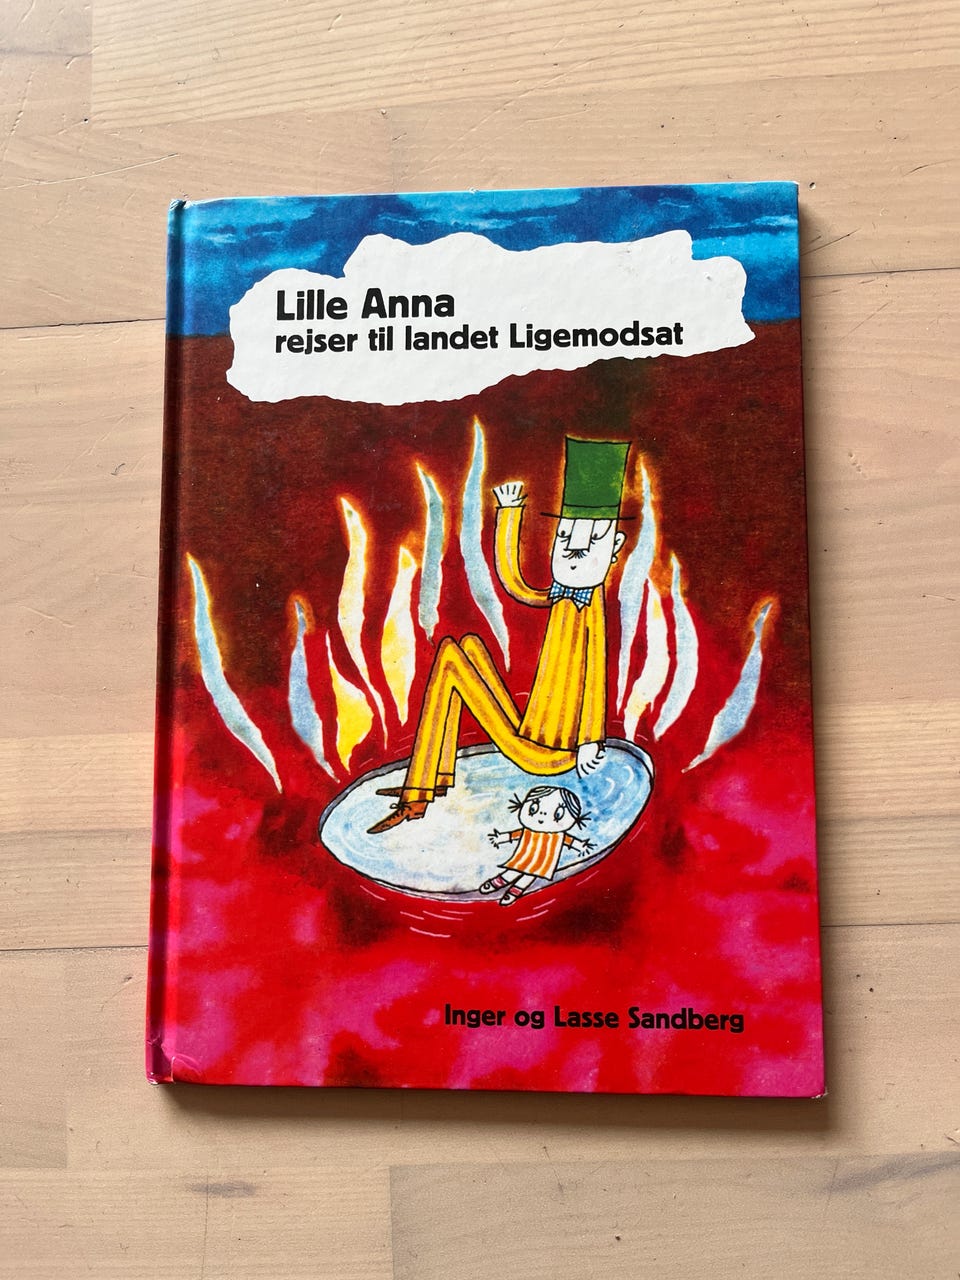 Lille Anna
rejser til landet Ligemodsat
Inger og Lasse Sandberg